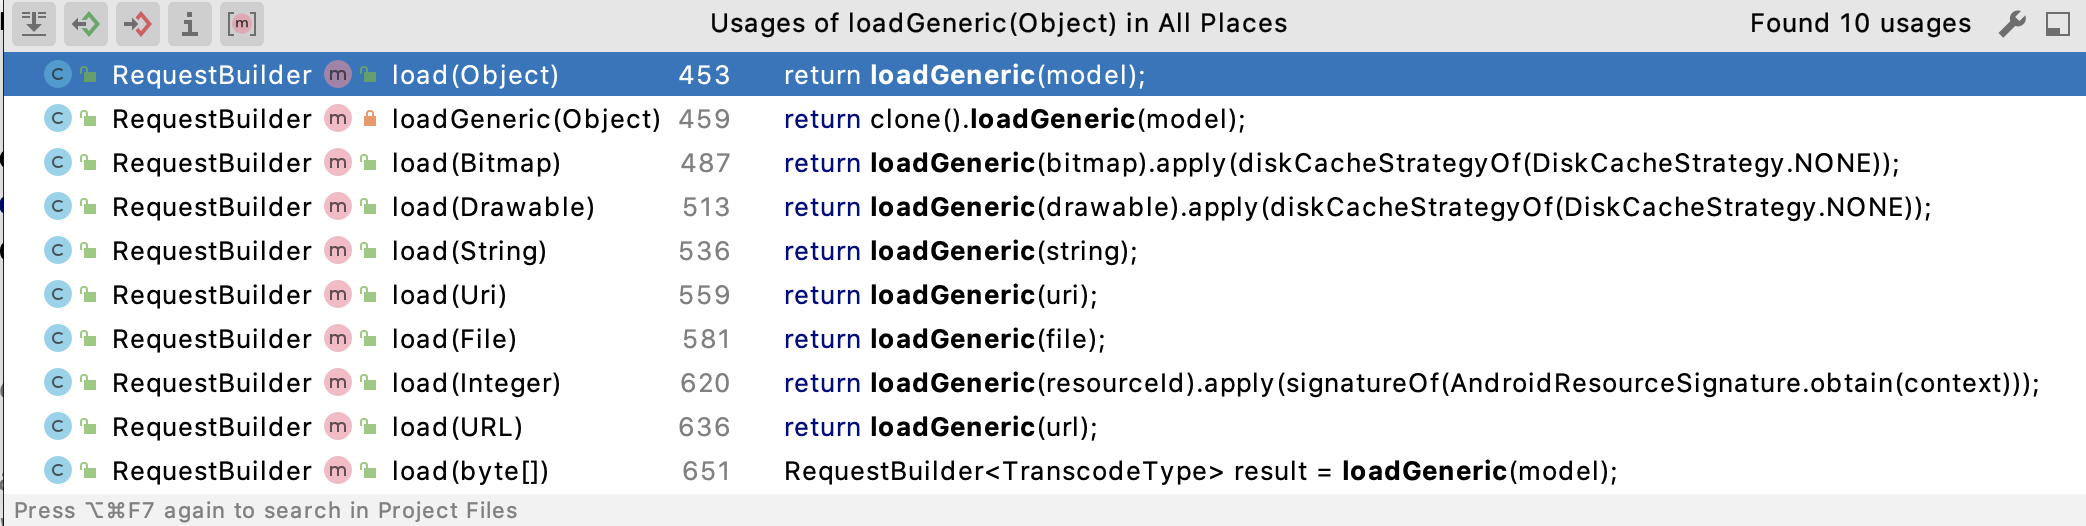 Usages of loadGeneric(Object) in All Places Found 10 usages
C RequestBuilder m load(Object) 453 return loadGeneric(model);
C RequestBuilder m loadGeneric(Object) 459 return clone().loadGeneric(model);
C RequestBuilder m load(Bitmap) 487 return loadGeneric(bitmap).apply(diskCacheStrategyOf(DiskCacheStrategy.NONE));
C RequestBuilder m load(Drawable) 513 return loadGeneric(drawable).apply(diskCacheStrategyOf(DiskCacheStrategy.NONE));
C RequestBuilder m load(String) 536 return loadGeneric(string);
C RequestBuilder m load(Uri) 559 return loadGeneric(uri);
C RequestBuilder m load(File) 581 return loadGeneric(file);
C RequestBuilder m load(Integer) 620 return loadGeneric(resourceId).apply(signatureOf(AndroidResourceSignature.obtain(context)));
C RequestBuilder m load(URL) 636 return loadGeneric(url);
C RequestBuilder m load(byte[]) 651 RequestBuilder<TranscodeType> result = loadGeneric(model);
Press ⌥⌘F7 again to search in Project Files